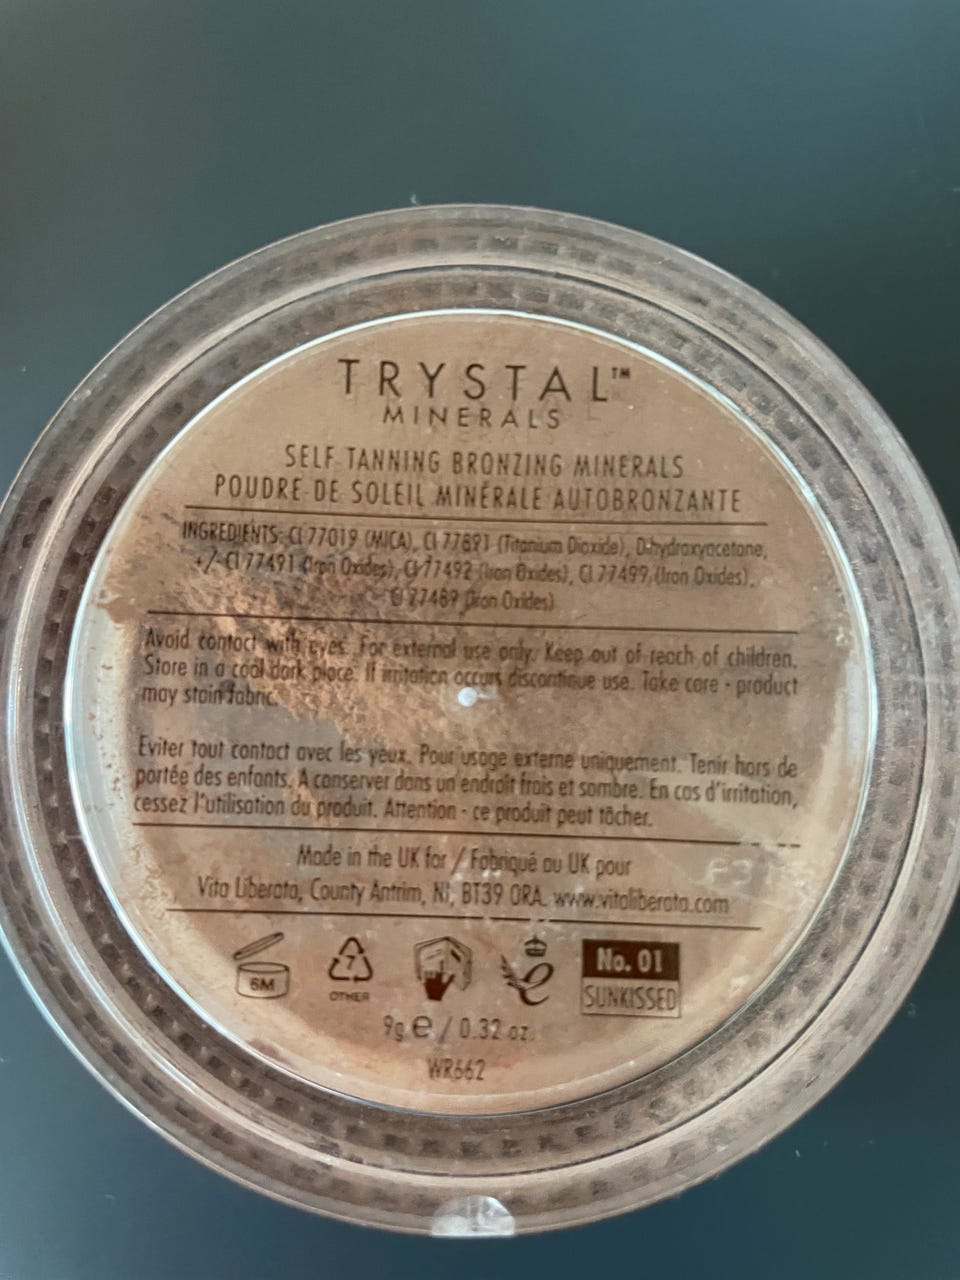 TRYSTAL™
MINERALS
SELF TANNING BRONZING MINERALS
POUDRE DE SOLEIL MINÉRALE AUTOBRONZANTE
INGREDIENTS: CI 77019 (MICA), CI 77891 (Titanium Dioxide), Dihydroxyacetone,
+/- CI 77491 (Iron Oxides), CI 77492 (Iron Oxides), CI 77499 (Iron Oxides),
CI 77489 (Iron Oxides)
Avoid contact with eyes. For external use only. Keep out of reach of children.
Store in a cool dark place. If irritation occurs discontinue use. Take care - product
may stain fabric.
Eviter tout contact avec les yeux. Pour usage externe uniquement. Tenir hors de
portée des enfants. A conserver dans un endroit frais et sombre. En cas d'irritation,
cessez l'utilisation du produit. Attention - ce produit peut tâcher.
Made in the UK for / Fabriqué au UK pour
Vita Liberata, County Antrim, NI, BT39 0RA. www.vitaliberata.com
6M
7
OTHER
e
No. 01
SUNKISSED
9g e / 0.32 oz.
WR662